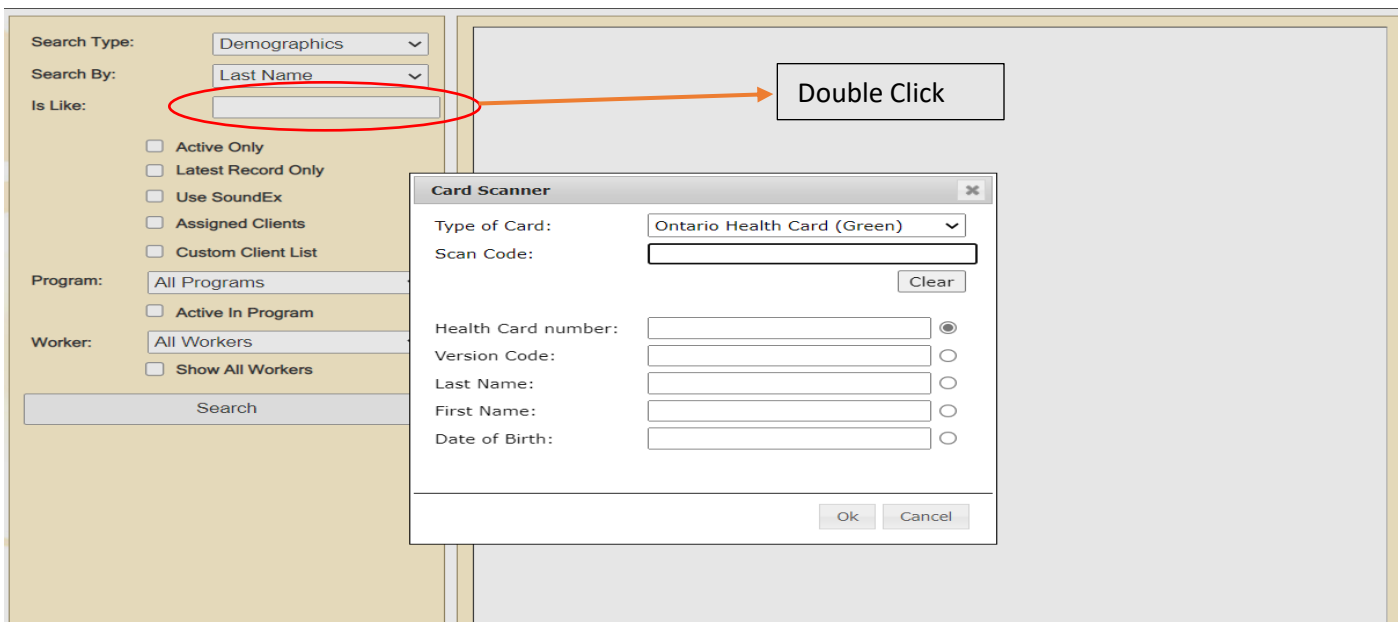 Search Type: Demographics
Search By: Last Name
Is Like:
Double Click
Active Only
Latest Record Only
Use SoundEx
Assigned Clients
Custom Client List
Program: All Programs
Active In Program
Worker: All Workers
Show All Workers
Search
Card Scanner
Type of Card: Ontario Health Card (Green)
Scan Code:
Clear
Health Card number:
Version Code:
Last Name:
First Name:
Date of Birth:
Ok Cancel